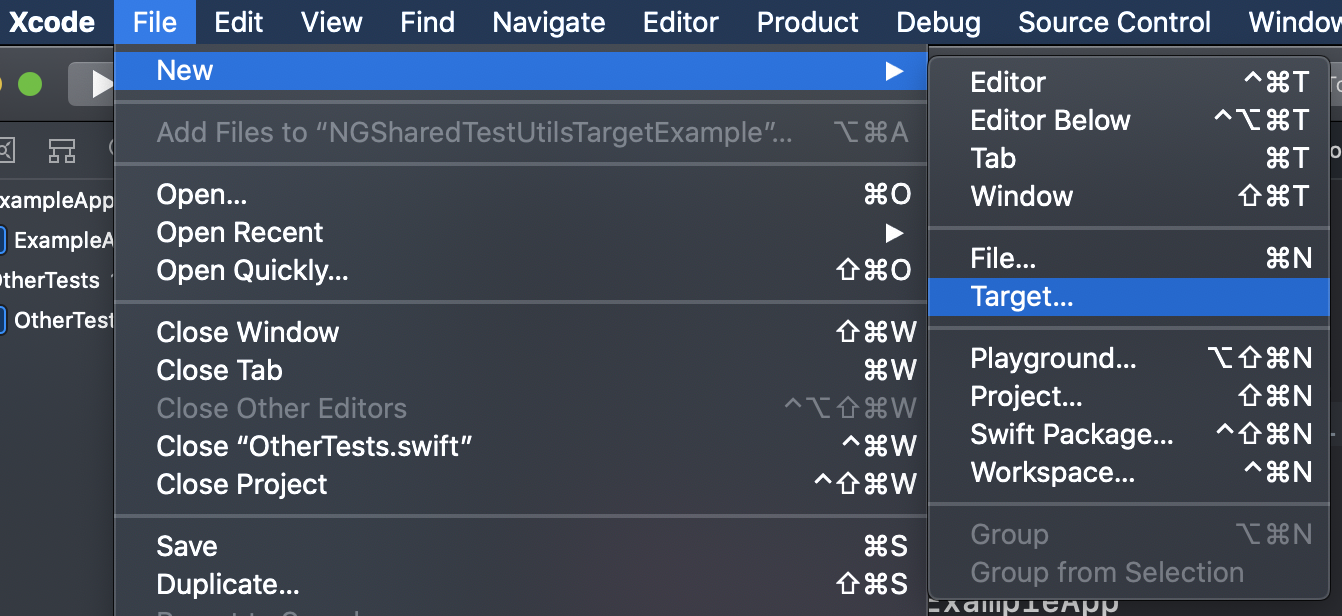 Xcode File Edit View Find Navigate Editor Product Debug Source Control Window
New ▶
Add Files to “NGSharedTestUtilsTargetExample”... ⌥⌘A
Open... ⌘O
Open Recent ▶
Open Quickly... ⇧⌘O
Close Window ⇧⌘W
Close Tab ⌘W
Close Other Editors ^⌥⇧⌘W
Close “OtherTests.swift” ^⌘W
Close Project ^⇧⌘W
Save ⌘S
Duplicate... ⇧⌘S
Editor ^⌘T
Editor Below ^⌥⌘T
Tab ⌘T
Window ⇧⌘T
File... ⌘N
Target...
Playground... ⌥⇧⌘N
Project... ⇧⌘N
Swift Package... ^⇧⌘N
Workspace... ^⌘N
Group ⌥⌘N
Group from Selection
xampleApp
ExampleA
OtherTests
OtherTest
ExampleApp